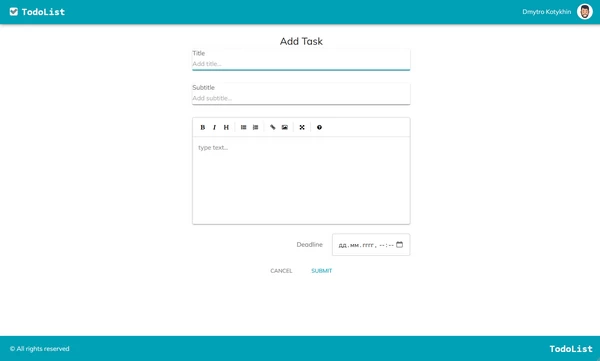 TodoList
Dmytro Kotykhin
Add Task
Title
Add title...
Subtitle
Add subtitle...
B I H
type text...
Deadline
дд.мм.гггг, --:--
CANCEL
SUBMIT
© All rights reserved
TodoList